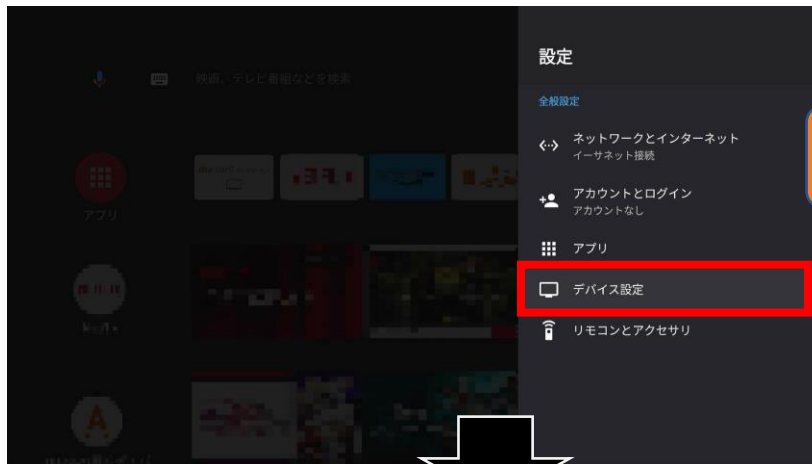 設定
映画、テレビ番組などを検索
全般設定
ネットワークとインターネット
イーサネット接続
アカウントとログイン
アカウントなし
アプリ
アプリ
デバイス設定
リモコンとアクセサリ